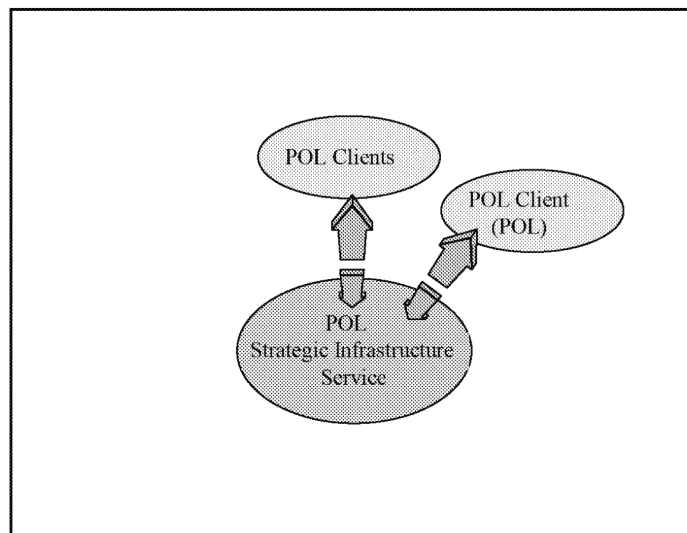 POL Clients
POL Client
(POL)
POL
Strategic Infrastructure
Service